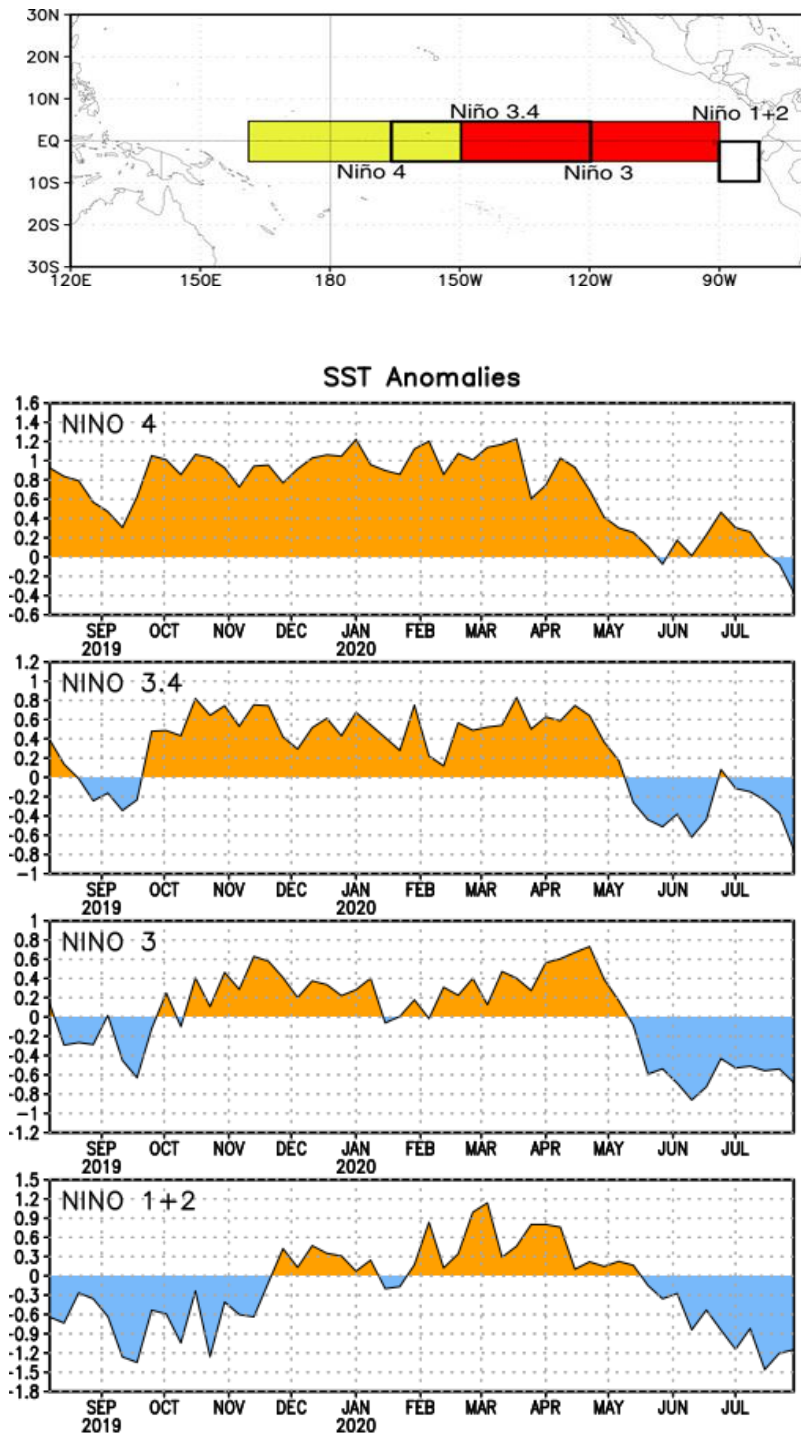 30N
20N
10N
EQ
10S
20S
30S
Niño 3.4
Niño 1+2
Niño 4
Niño 3
120E 150E 180 150W 120W 90W
SST Anomalies
NINO 4
1.6
1.4
1.2
1
0.8
0.6
0.4
0.2
0
-0.2
-0.4
-0.6
SEP OCT NOV DEC JAN FEB MAR APR MAY JUN JUL
2019 2020
NINO 3.4
1.2
1
0.8
0.6
0.4
0.2
0
-0.2
-0.4
-0.6
-0.8
-1
SEP OCT NOV DEC JAN FEB MAR APR MAY JUN JUL
2019 2020
NINO 3
1
0.8
0.6
0.4
0.2
0
-0.2
-0.4
-0.6
-0.8
-1
-1.2
SEP OCT NOV DEC JAN FEB MAR APR MAY JUN JUL
2019 2020
NINO 1+2
1.5
1.2
0.9
0.6
0.3
0
-0.3
-0.6
-0.9
-1.2
-1.5
-1.8
SEP OCT NOV DEC JAN FEB MAR APR MAY JUN JUL
2019 2020